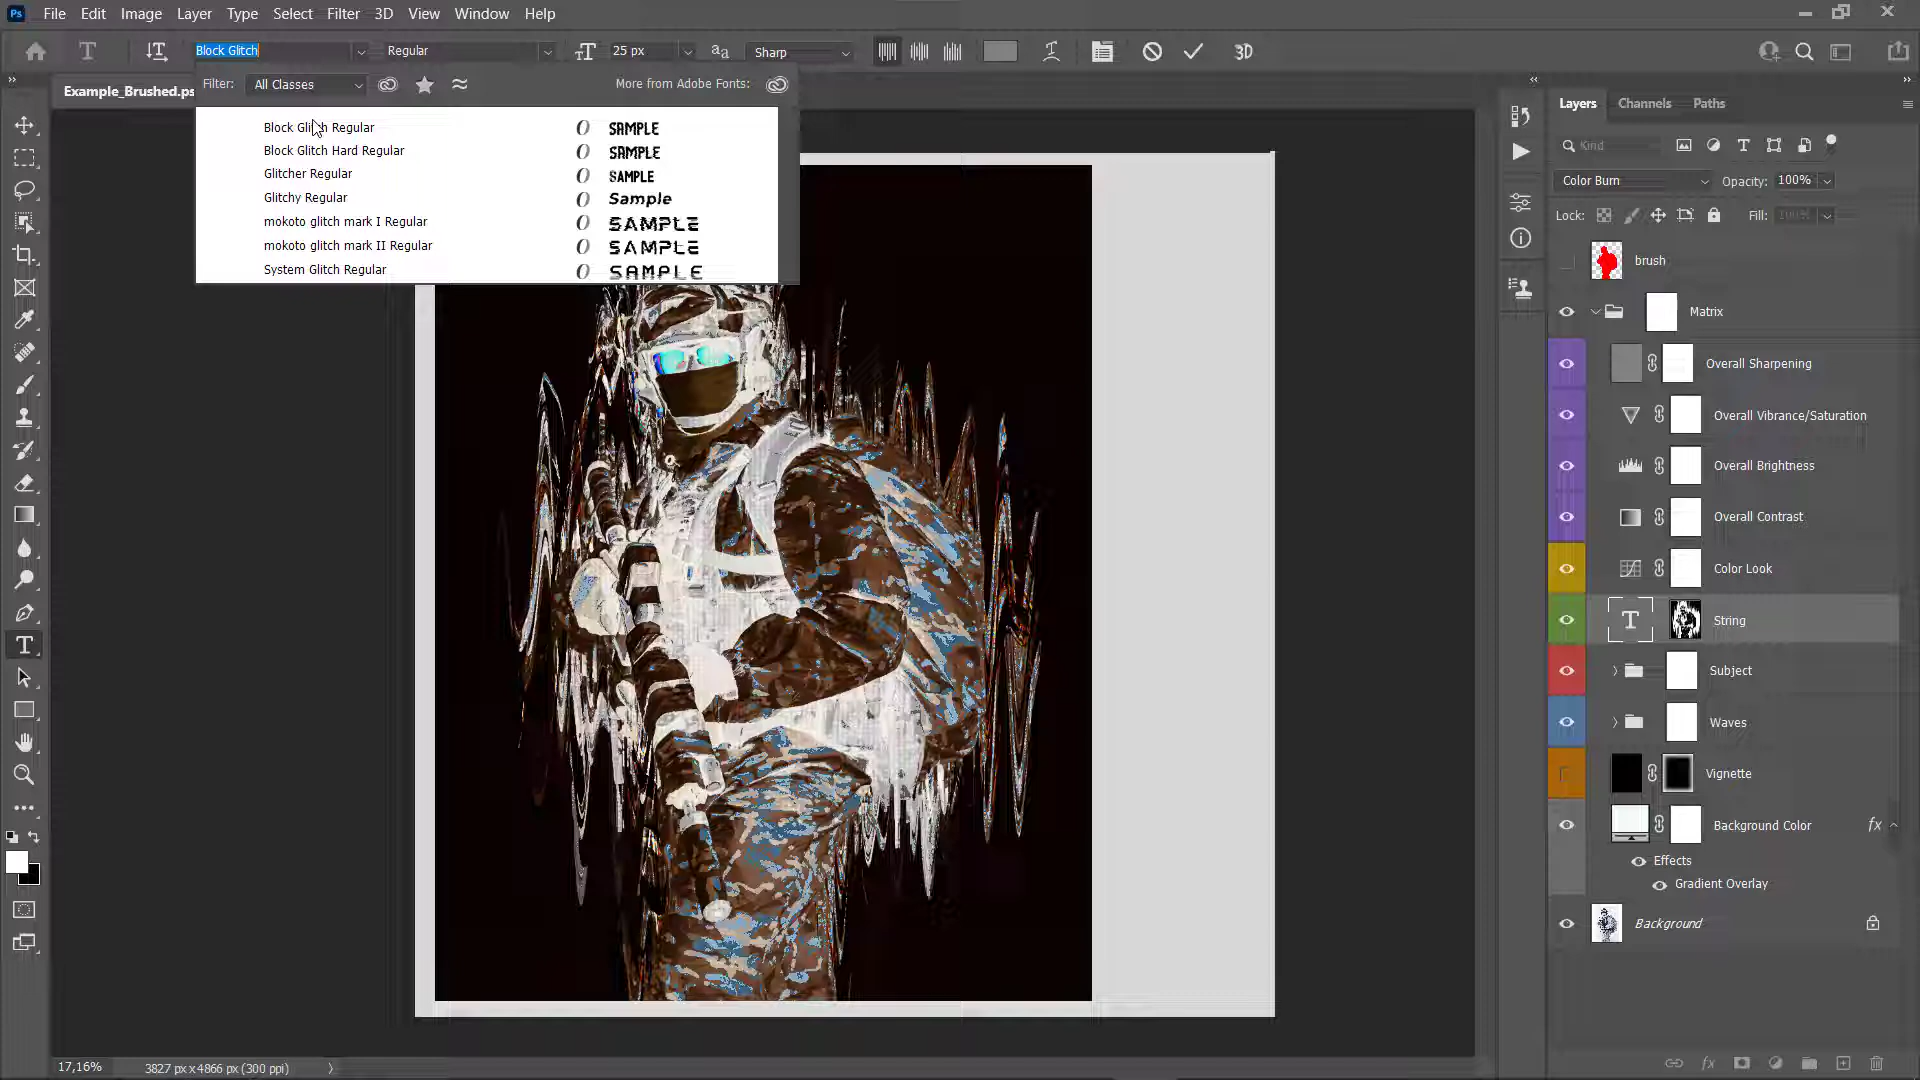 Ps File Edit Image Layer Type Select Filter 3D View Window Help
T Block Glitch Regular 25 px aa Sharp 3D
Example_Brushed.ps
Filter: All Classes More from Adobe Fonts:
Block Glitch Regular O SAMPLE
Block Glitch Hard Regular O SAMPLE
Glitcher Regular O SAMPLE
Glitchy Regular O Sample
mokoto glitch mark I Regular O SAMPLE
mokoto glitch mark II Regular O SAMPLE
System Glitch Regular O SAMPLE
Layers Channels Paths
Kind
Color Burn Opacity: 100%
Lock: Fill: 100%
brush
Matrix
Overall Sharpening
Overall Vibrance/Saturation
Overall Brightness
Overall Contrast
Color Look
T String
Subject
Waves
Vignette
Background Color fx
Effects
Gradient Overlay
Background
fx
17,16% 3827 px x 4866 px (300 ppi)